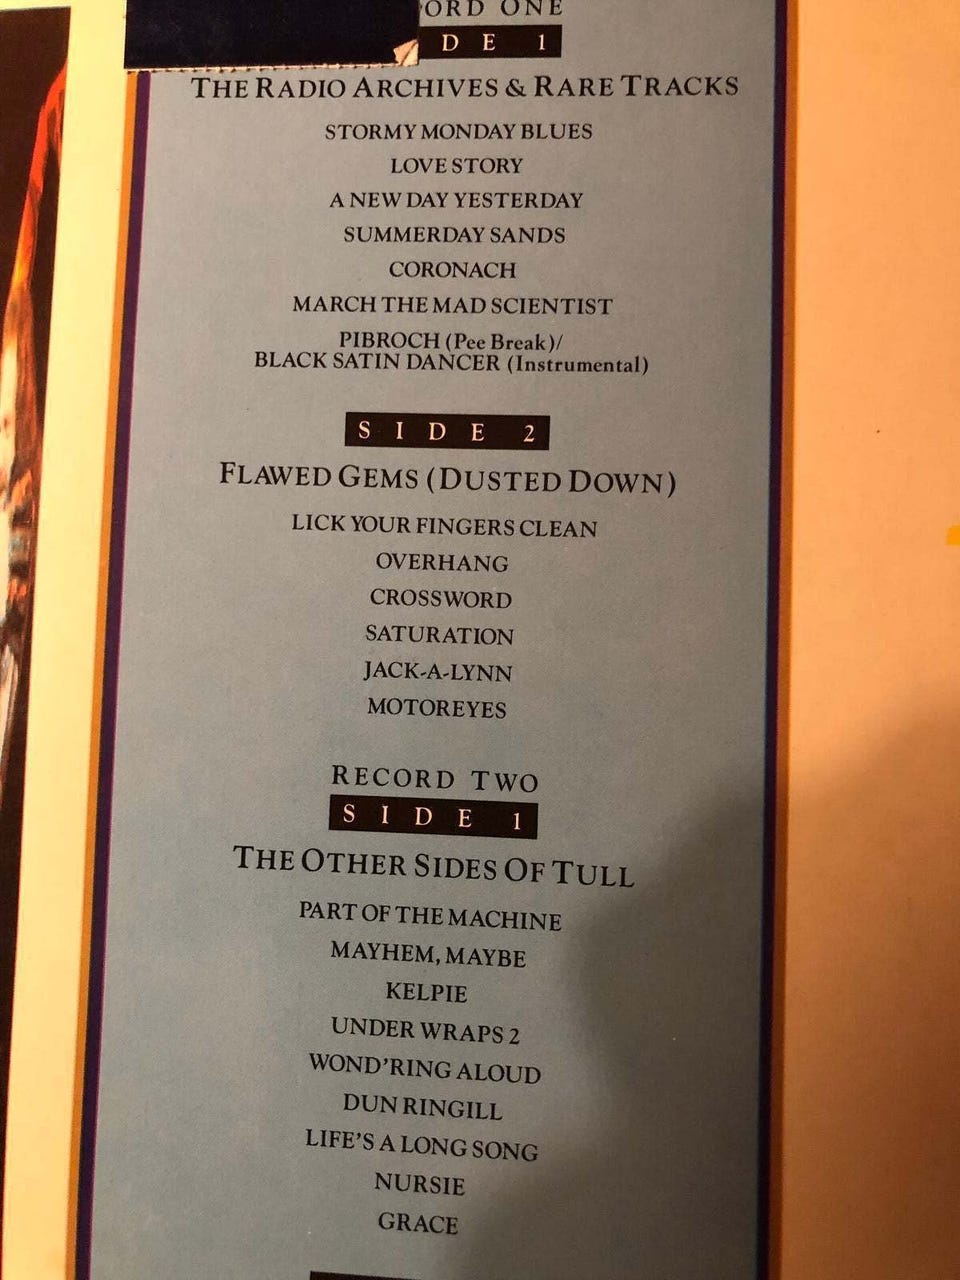 ORD ONE
D E 1
THE RADIO ARCHIVES & RARE TRACKS
STORMY MONDAY BLUES
LOVE STORY
A NEW DAY YESTERDAY
SUMMERDAY SANDS
CORONACH
MARCH THE MAD SCIENTIST
PIBROCH (Pee Break)/
BLACK SATIN DANCER (Instrumental)
SIDE 2
FLAWED GEMS (DUSTED DOWN)
LICK YOUR FINGERS CLEAN
OVERHANG
CROSSWORD
SATURATION
JACK-A-LYNN
MOTOREYES
RECORD TWO
SIDE 1
THE OTHER SIDES OF TULL
PART OF THE MACHINE
MAYHEM, MAYBE
KELPIE
UNDER WRAPS 2
WOND'RING ALOUD
DUN RINGILL
LIFE'S A LONG SONG
NURSIE
GRACE